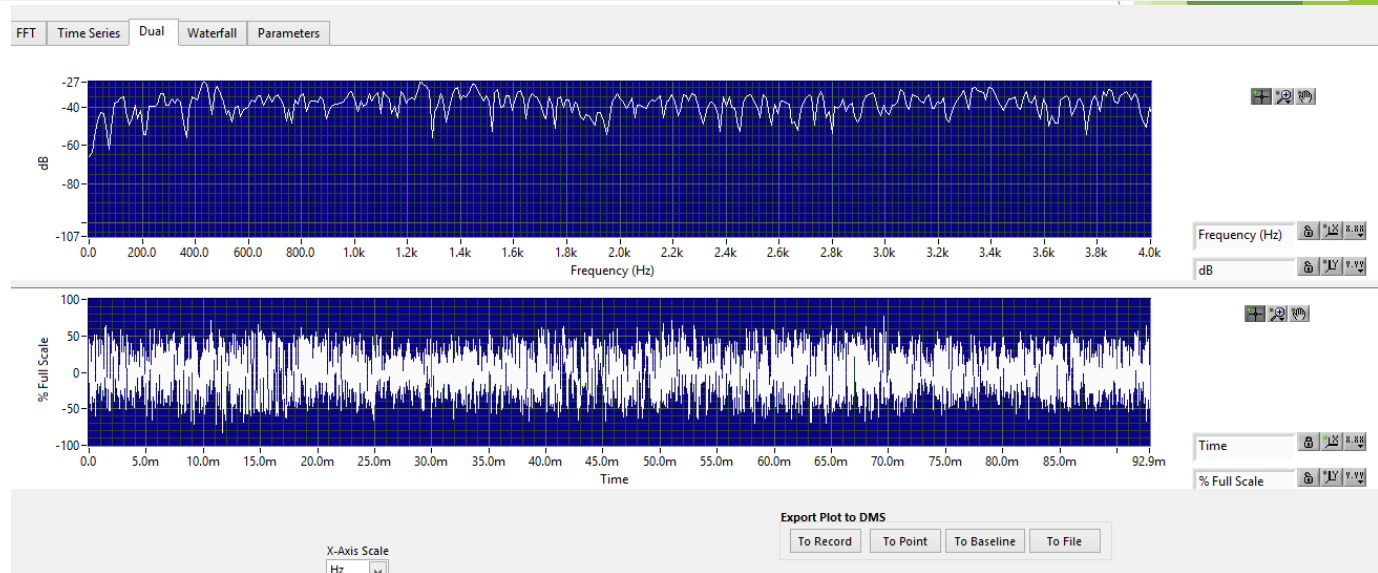 FFT Time Series Dual Waterfall Parameters
-27
-40
-60
-80
-107
dB
0.0 200.0 400.0 600.0 800.0 1.0k 1.2k 1.4k 1.6k 1.8k 2.0k 2.2k 2.4k 2.6k 2.8k 3.0k 3.2k 3.4k 3.6k 3.8k 4.0k
Frequency (Hz)
Frequency (Hz)
dB
100
50
0
-50
-100
% Full Scale
0.0 5.0m 10.0m 15.0m 20.0m 25.0m 30.0m 35.0m 40.0m 45.0m 50.0m 55.0m 60.0m 65.0m 70.0m 75.0m 80.0m 85.0m 92.9m
Time
Time
% Full Scale
Export Plot to DMS
To Record To Point To Baseline To File
X-Axis Scale
Hz